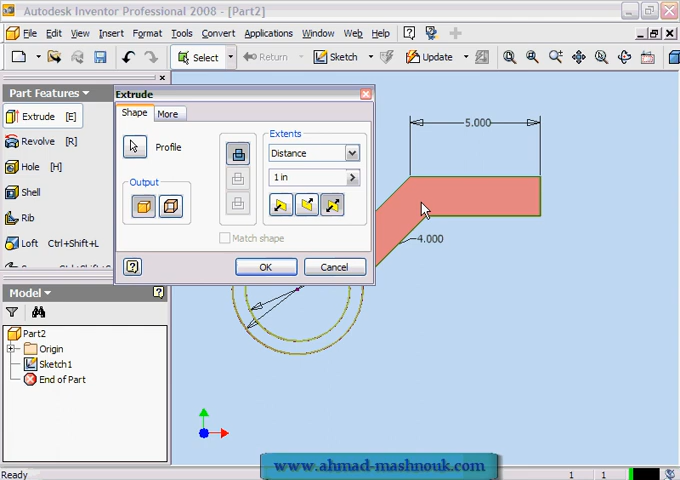 Autodesk Inventor Professional 2008 - [Part2]
File Edit View Insert Format Tools Convert Applications Window Web Help
Select Return Sketch Update
Part Features
Extrude [E]
Revolve [R]
Hole [H]
Shell
Rib
Loft Ctrl+Shift+L
Model
Part2
Origin
Sketch1
End of Part
Extrude
Shape More
Profile
Output
Extents
Distance
1 in
Match shape
OK Cancel
5.000
4.000
www.ahmad-mashnouk.com
Ready 1 1